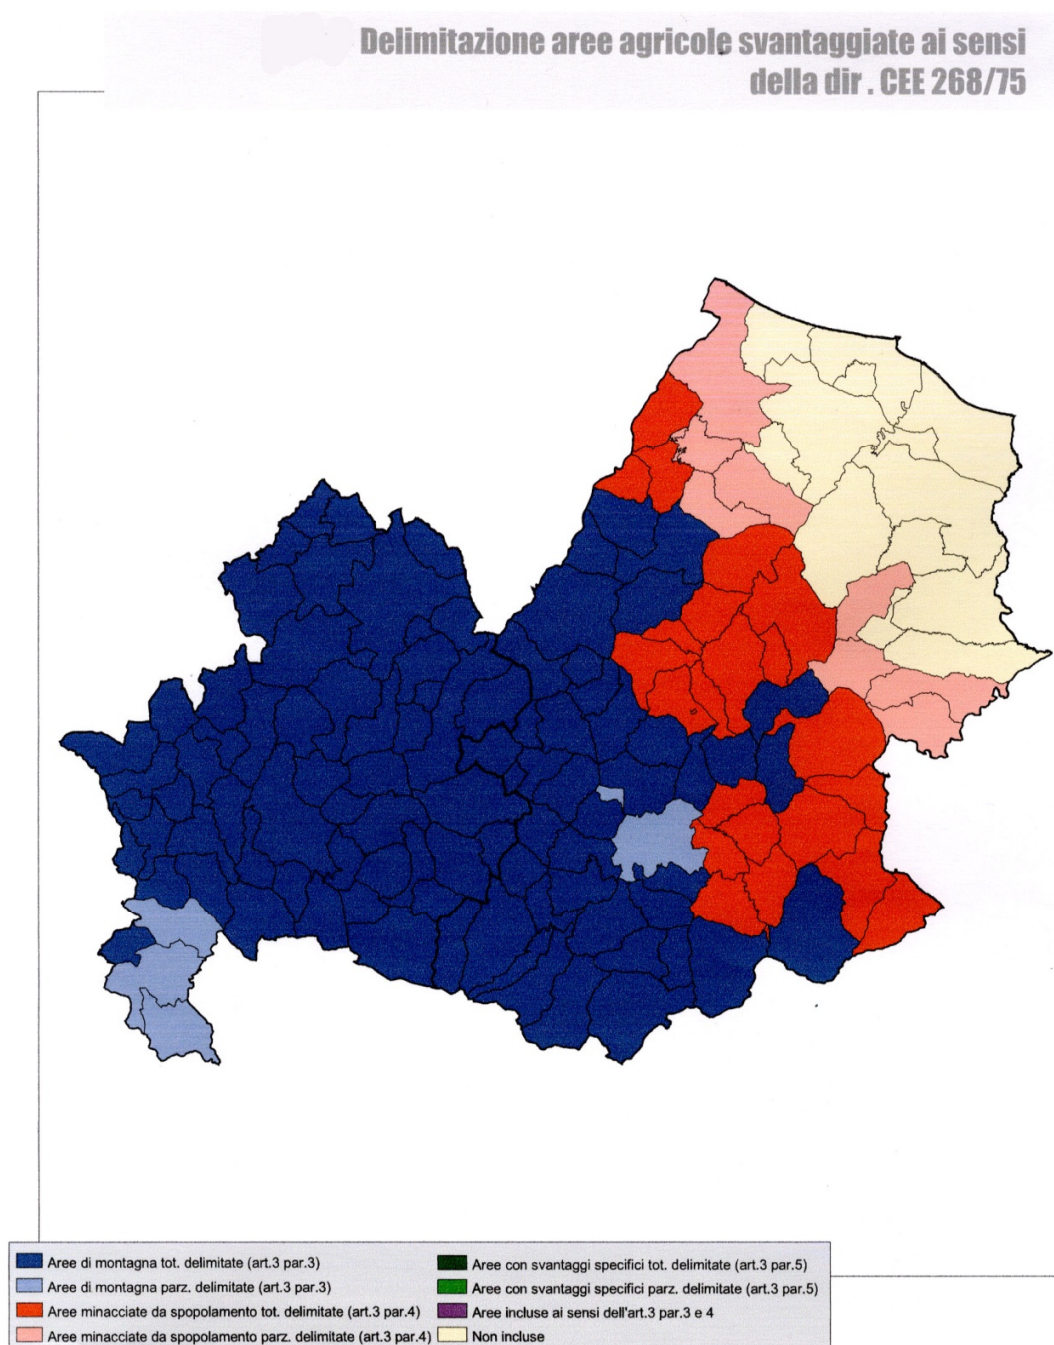 Delimitazione aree agricole svantaggiate ai sensi
della dir . CEE 268/75
Aree di montagna tot. delimitate (art.3 par.3)
Aree di montagna parz. delimitate (art.3 par.3)
Aree minacciate da spopolamento tot. delimitate (art.3 par.4)
Aree minacciate da spopolamento parz. delimitate (art.3 par.4)
Aree con svantaggi specifici tot. delimitate (art.3 par.5)
Aree con svantaggi specifici parz. delimitate (art.3 par.5)
Aree incluse ai sensi dell'art.3 par.3 e 4
Non incluse